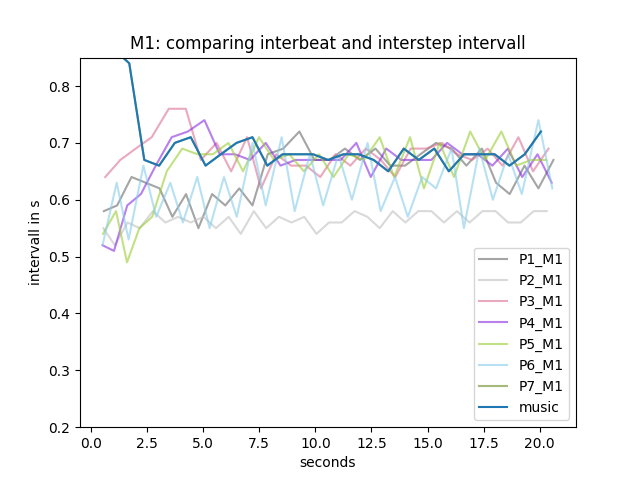 M1: comparing interbeat and interstep intervall
0.8
0.7
0.6
0.5
0.4
0.3
0.2
intervall in s
0.0 2.5 5.0 7.5 10.0 12.5 15.0 17.5 20.0
seconds
P1_M1
P2_M1
P3_M1
P4_M1
P5_M1
P6_M1
P7_M1
music